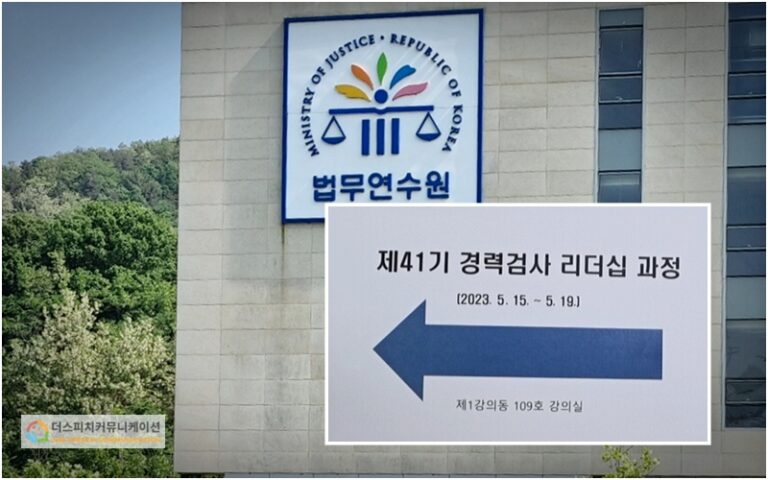 MINISTRY OF JUSTICE · REPUBLIC OF KOREA
법무연수원
제41기 경력검사 리더십 과정
(2023. 5. 15. ~ 5. 19.)
제1강의동 109호 강의실
더스피치커뮤니케이션